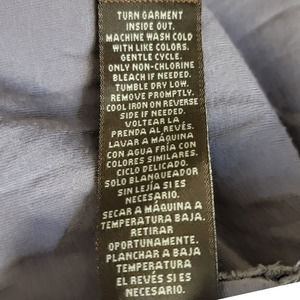 TURN GARMENT
INSIDE OUT.
MACHINE WASH COLD
WITH LIKE COLORS.
GENTLE CYCLE.
ONLY NON-CHLORINE
BLEACH IF NEEDED.
TUMBLE DRY LOW.
REMOVE PROMPTLY.
COOL IRON ON REVERSE
SIDE IF NEEDED.
VOLTEAR LA
PRENDA AL REVÉS.
LAVAR A MÁQUINA
CON AGUA FRÍA CON
COLORES SIMILARES.
CICLO DELICADO.
SOLO BLANQUEADOR
SIN LEJÍA SI ES
NECESARIO.
SECAR A MÁQUINA A
TEMPERATURA BAJA.
RETIRAR
OPORTUNAMENTE.
PLANCHAR A BAJA
TEMPERATURA
EL REVÉS SI ES
NECESARIO.